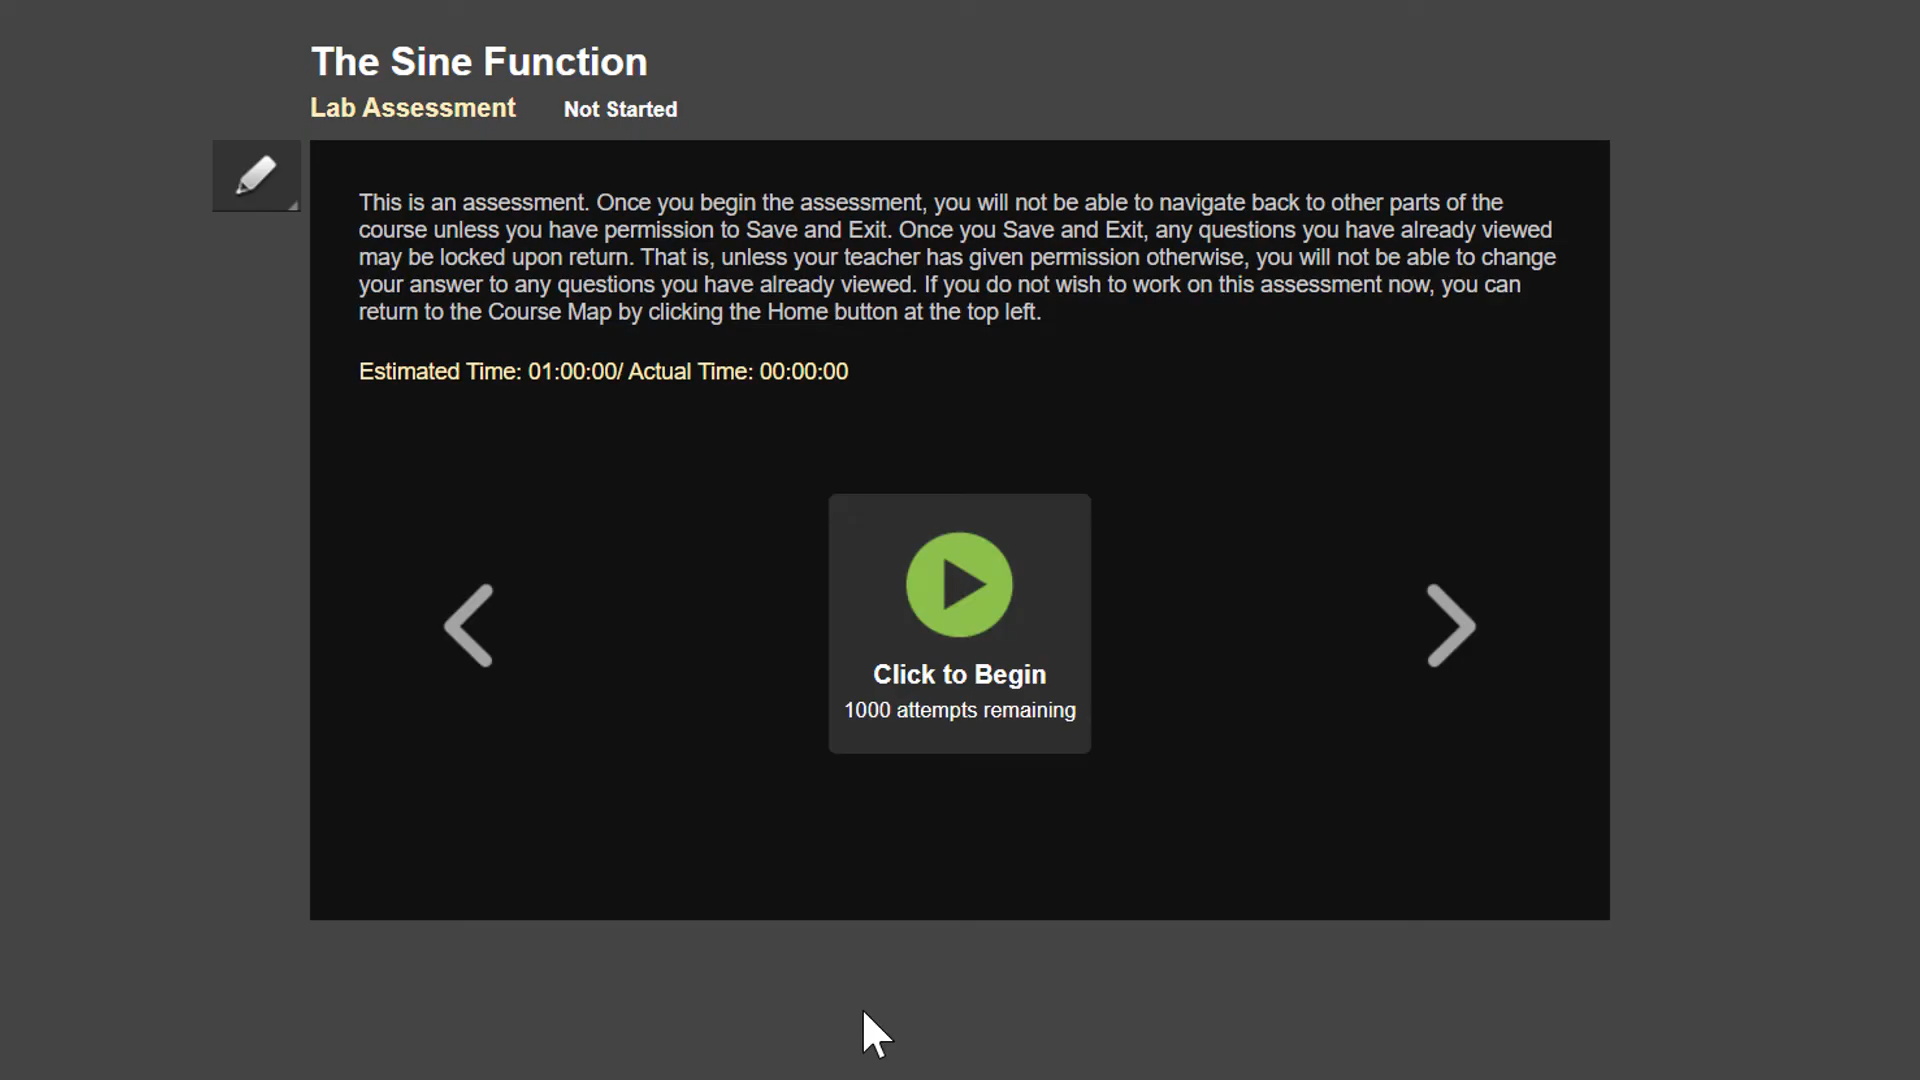 The Sine Function
Lab Assessment Not Started
This is an assessment. Once you begin the assessment, you will not be able to navigate back to other parts of the
course unless you have permission to Save and Exit. Once you Save and Exit, any questions you have already viewed
may be locked upon return. That is, unless your teacher has given permission otherwise, you will not be able to change
your answer to any questions you have already viewed. If you do not wish to work on this assessment now, you can
return to the Course Map by clicking the Home button at the top left.
Estimated Time: 01:00:00/ Actual Time: 00:00:00
Click to Begin
1000 attempts remaining